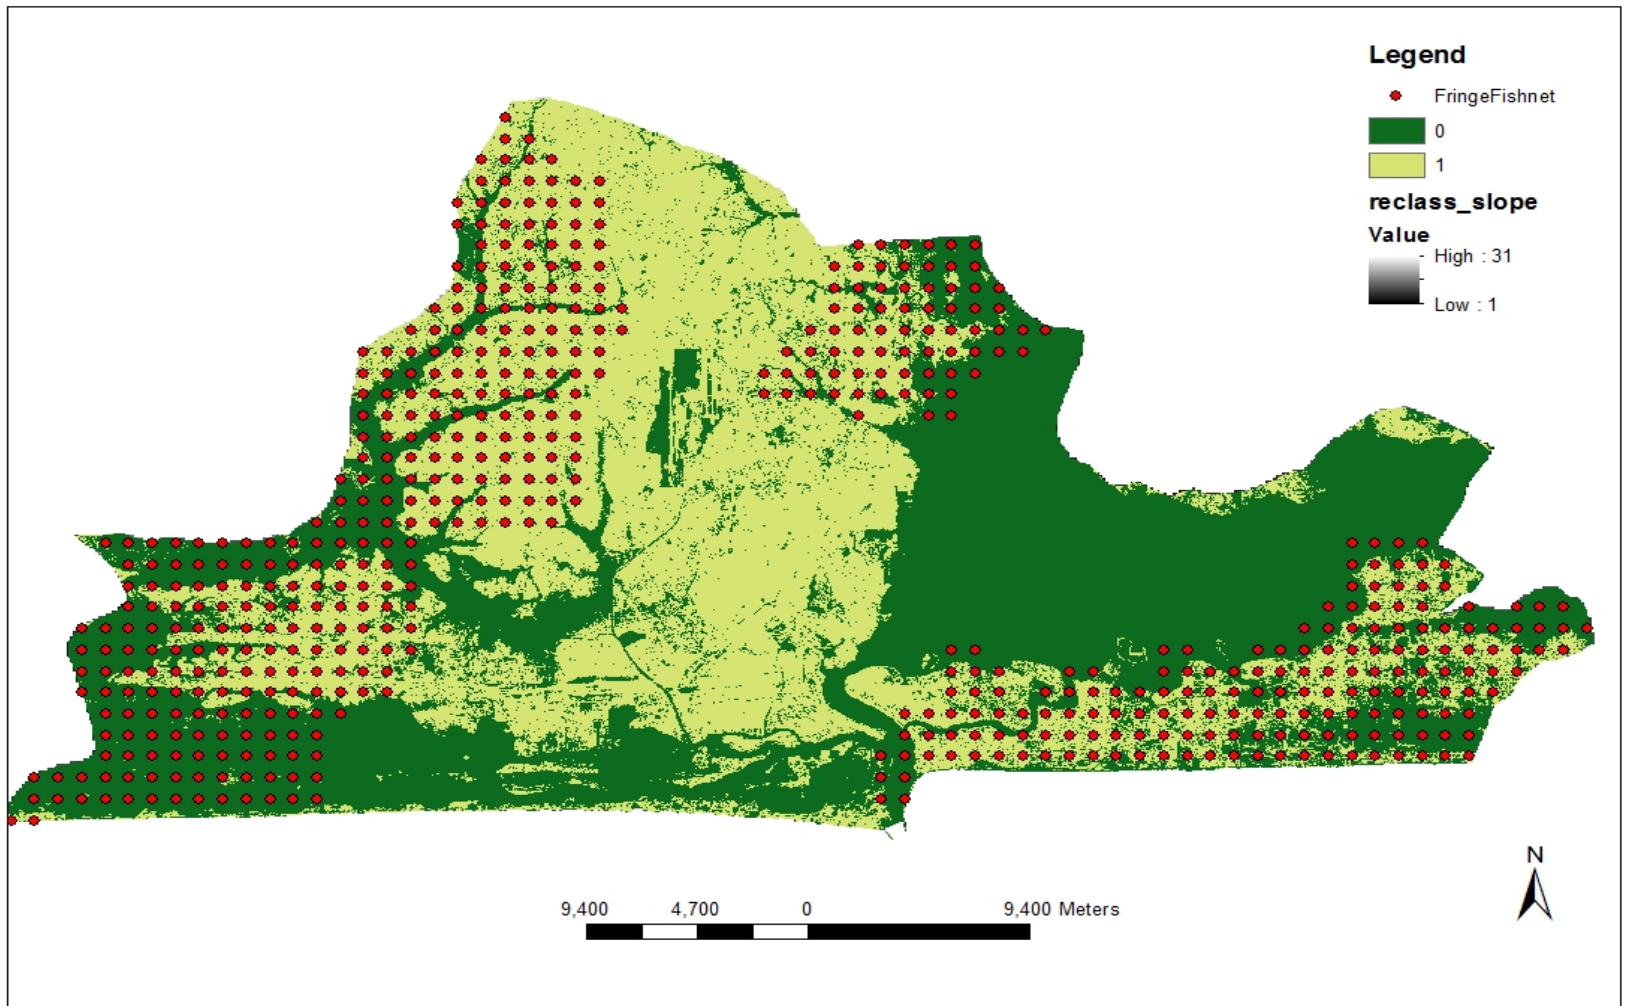 Legend
FringeFishnet
0
1
reclass_slope
Value
High : 31
Low : 1
N
9,400 4,700 0 9,400 Meters